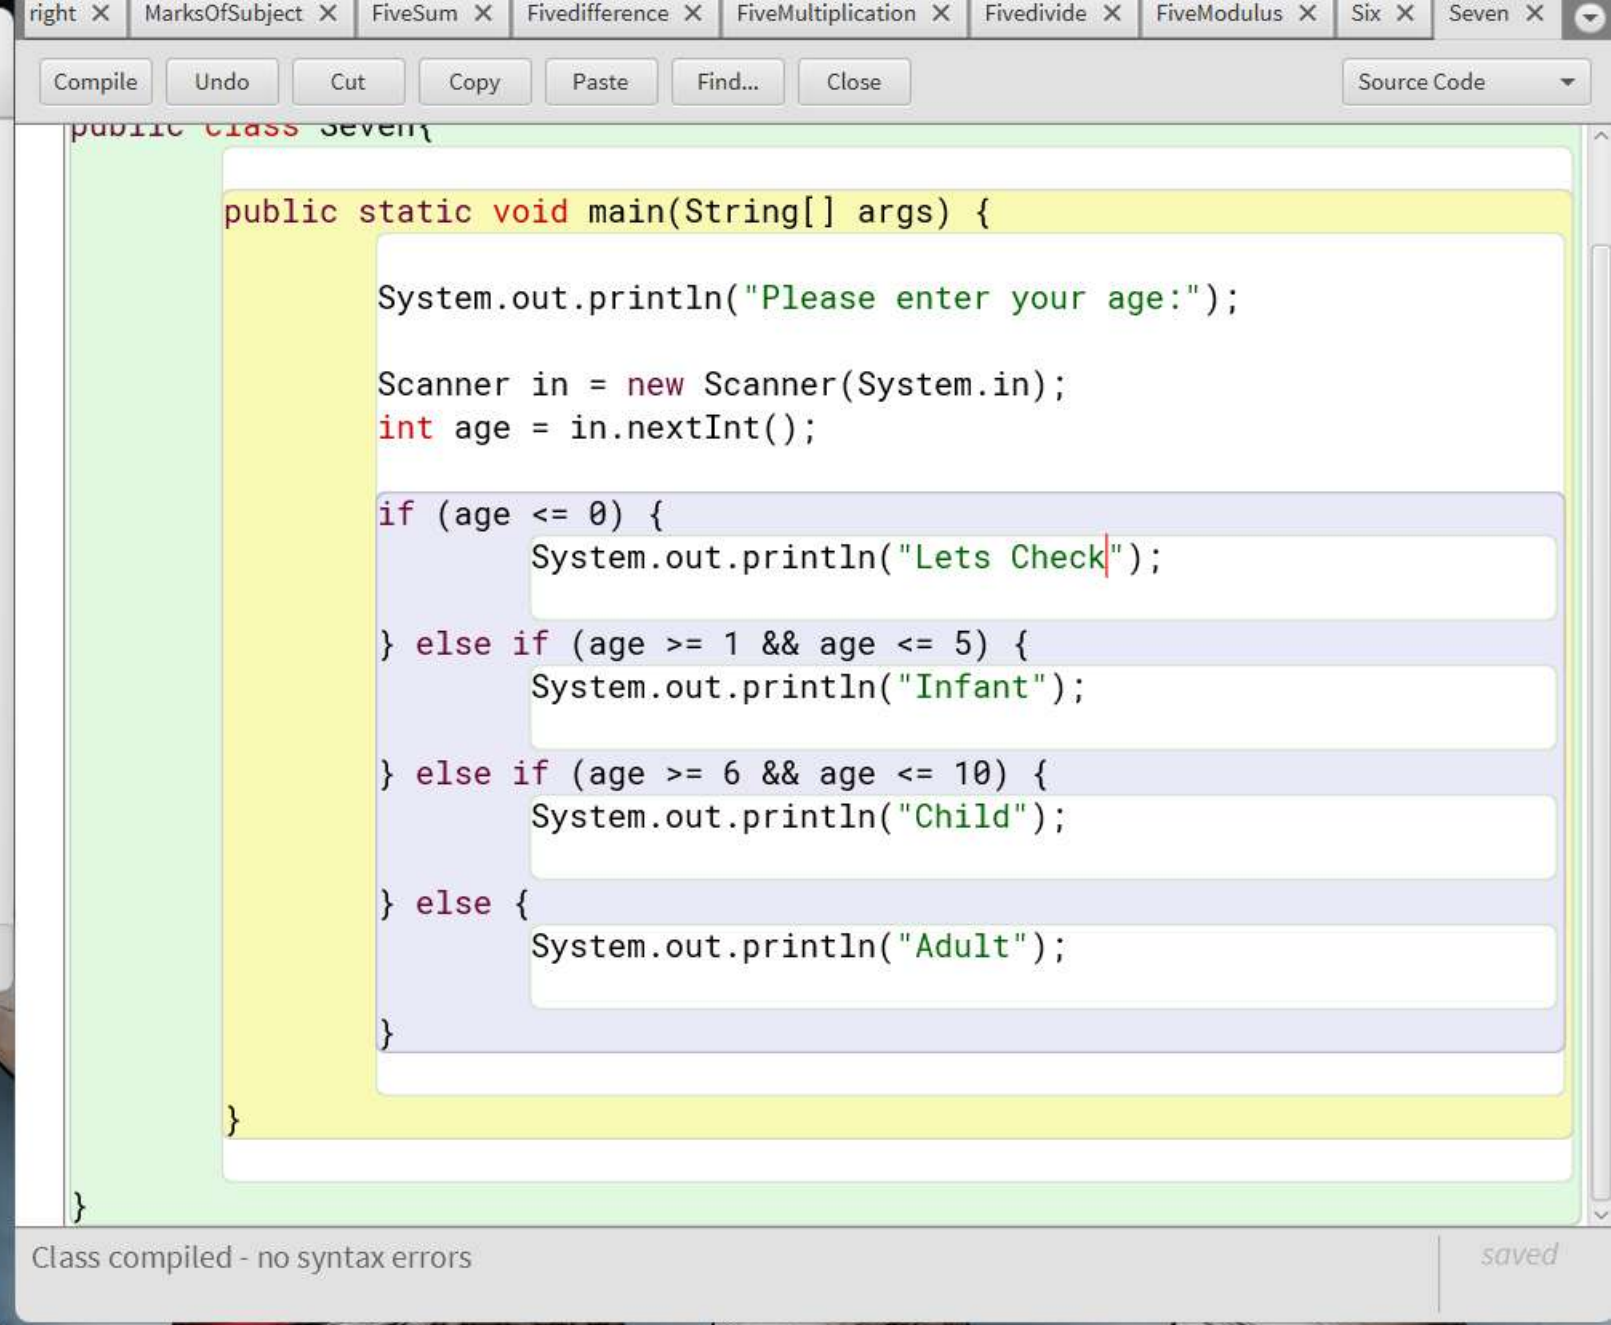 right × MarksOfSubject × FiveSum × Fivedifference × FiveMultiplication × Fivedivide × FiveModulus × Six × Seven ×
Compile Undo Cut Copy Paste Find... Close Source Code
public class Seven{
public static void main(String[] args) {
System.out.println("Please enter your age:");
Scanner in = new Scanner(System.in);
int age = in.nextInt();
if (age <= 0) {
System.out.println("Lets Check");
} else if (age >= 1 && age <= 5) {
System.out.println("Infant");
} else if (age >= 6 && age <= 10) {
System.out.println("Child");
} else {
System.out.println("Adult");
}
}
}
Class compiled - no syntax errors
saved